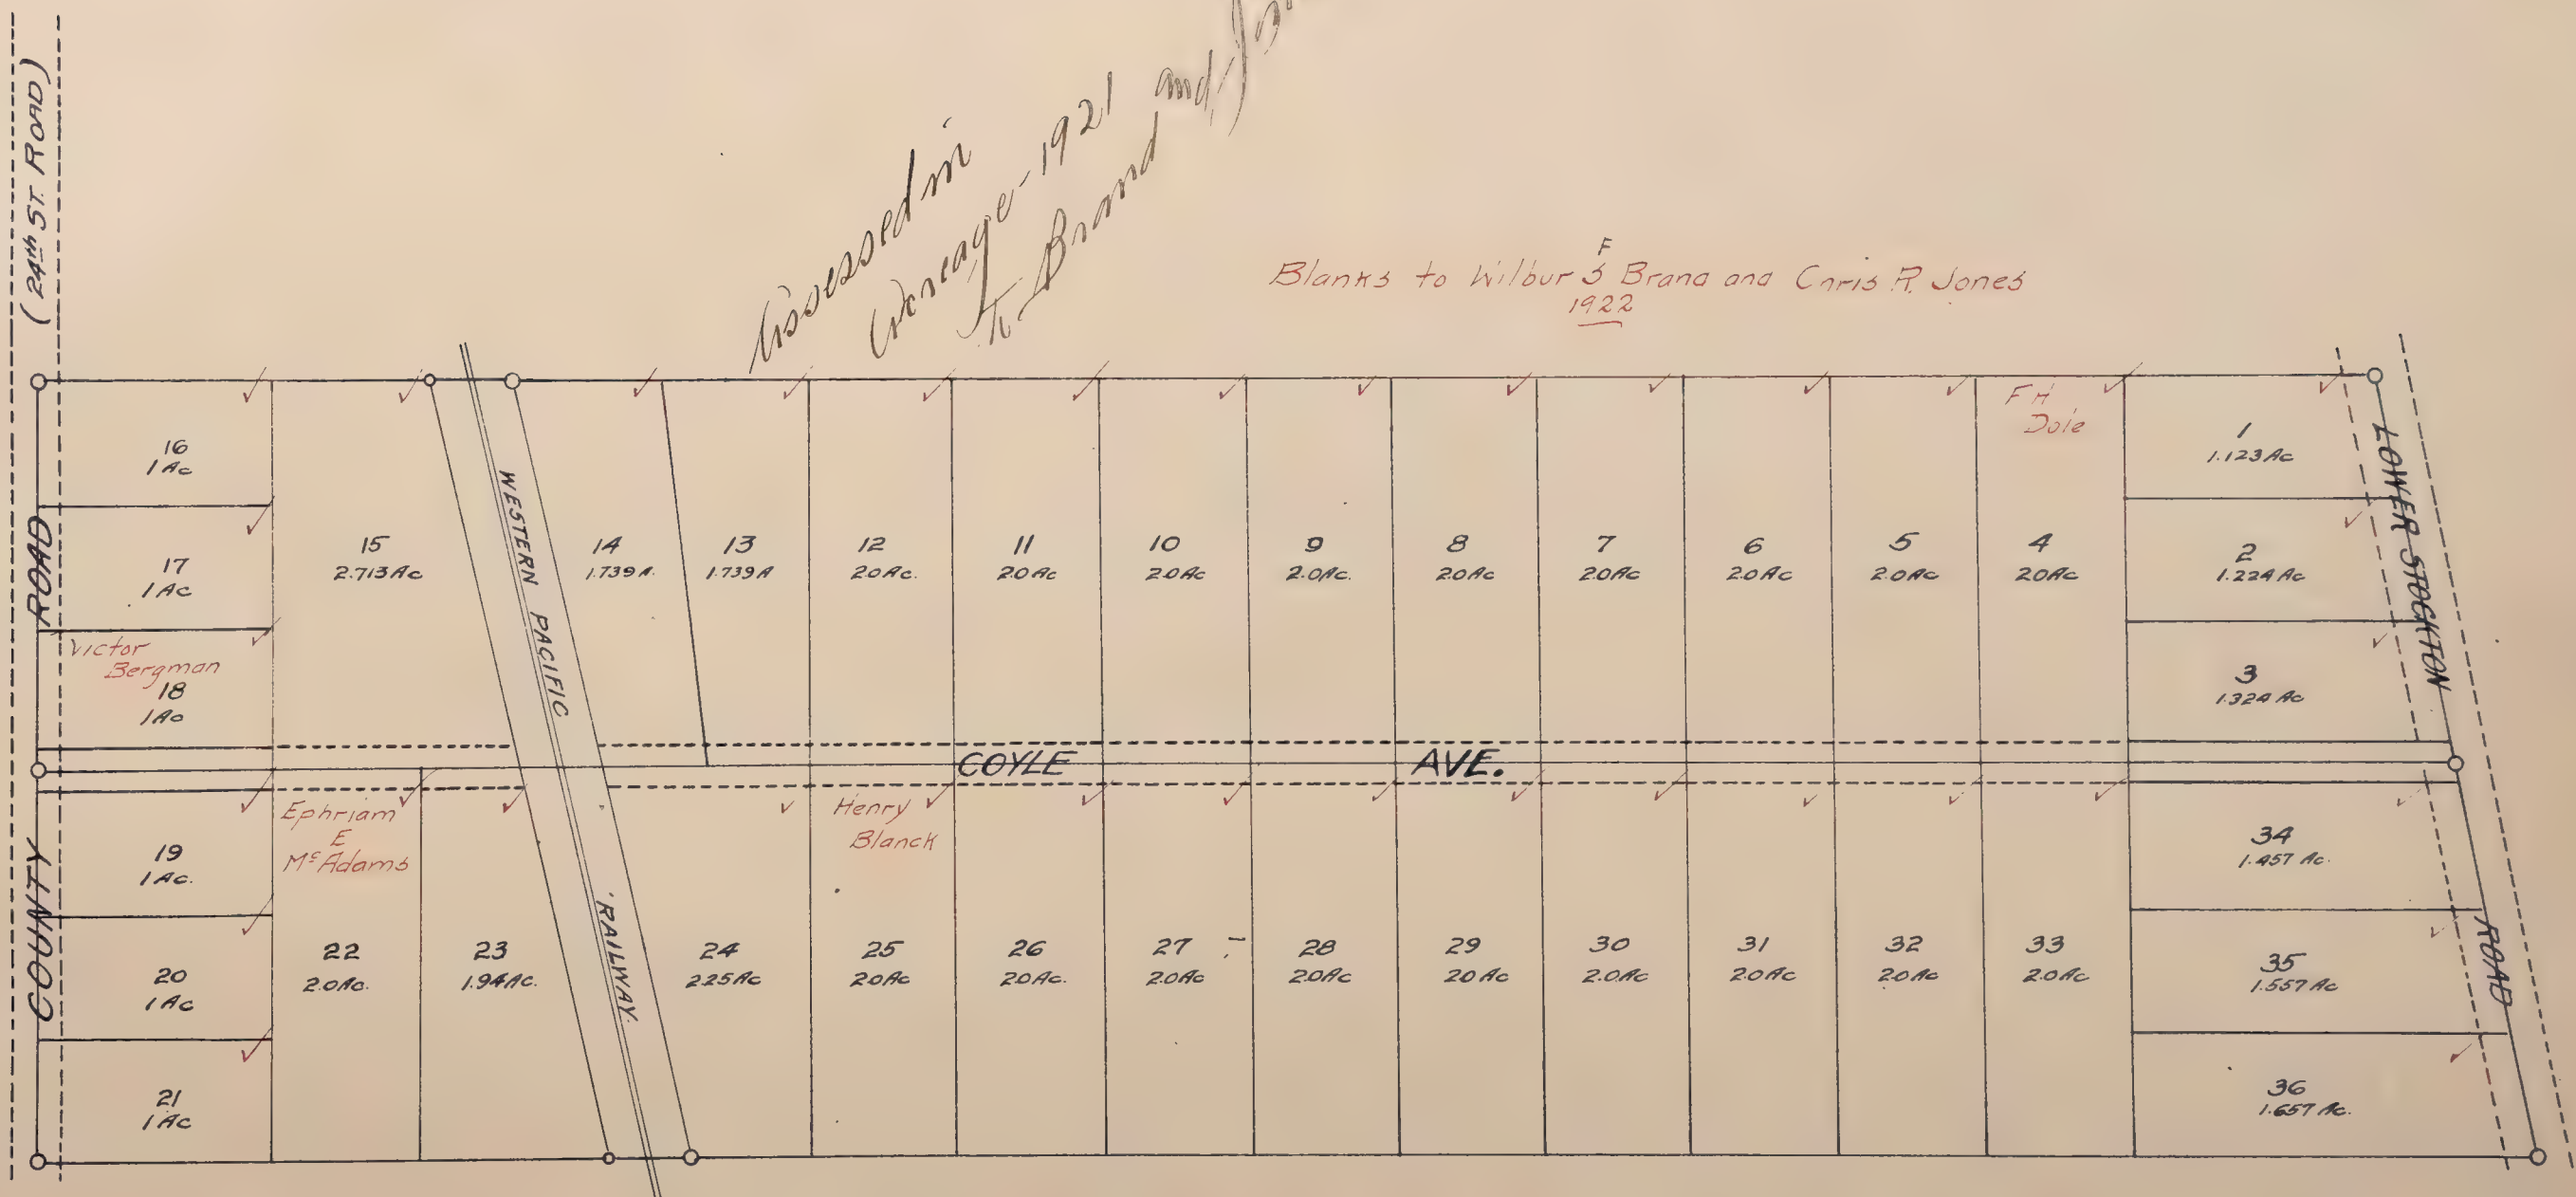 ( 24th ST. ROAD )
Assessed in
Acreage - 1921
To Brand and
F
Blanks to Wilbur S Brand and Chris R. Jones
1922
COUNTY ROAD
16
1 Ac
17
1 Ac
Victor
Bergman
18
1 Ac
15
2.713 Ac
WESTERN PACIFIC RAILWAY.
14
1.739 A.
13
1.739 A
12
2.0 Ac.
11
2.0 Ac
10
2.0 Ac
9
2.0 Ac.
8
2.0 Ac
7
2.0 Ac
6
2.0 Ac
5
2.0 Ac
F H
Dole
4
2.0 Ac
1
1.123 Ac
2
1.224 Ac
3
1.324 Ac
LOWER STOCKTON ROAD
COYLE AVE.
19
1 Ac.
20
1 Ac
21
1 Ac
Ephriam
E
Mc Adams
22
2.0 Ac.
23
1.94 Ac.
24
2.25 Ac
Henry
Blanck
25
2.0 Ac
26
2.0 Ac.
27
2.0 Ac
28
2.0 Ac
29
2.0 Ac
30
2.0 Ac
31
2.0 Ac
32
2.0 Ac
33
2.0 Ac
34
1.457 Ac.
35
1.557 Ac
36
1.657 Ac.